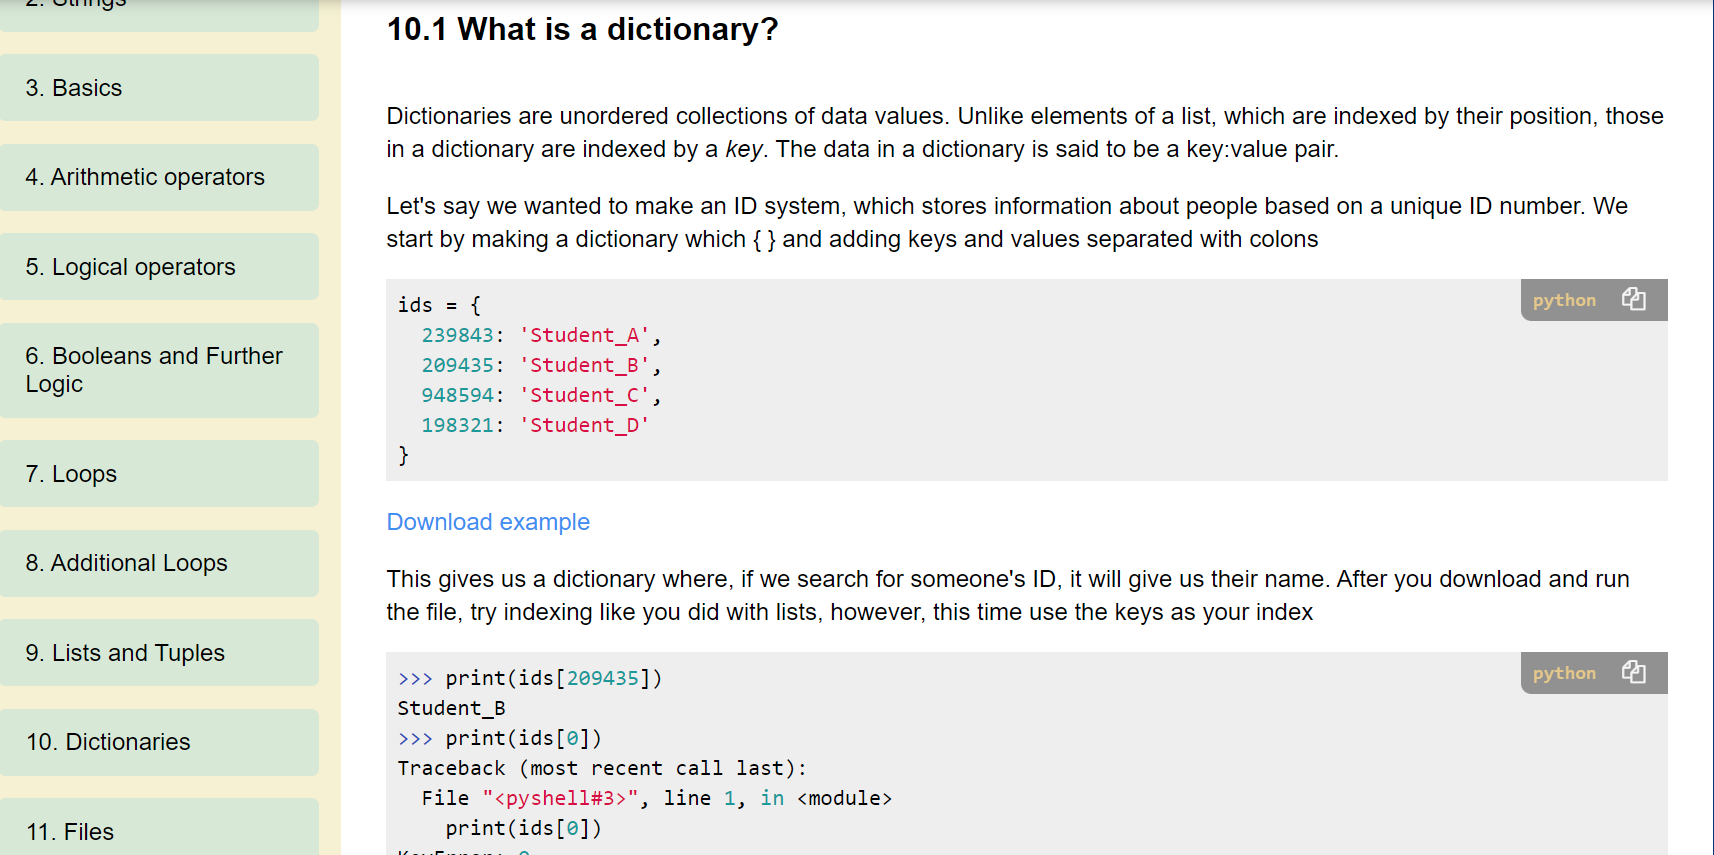 2. Strings
3. Basics
4. Arithmetic operators
5. Logical operators
6. Booleans and Further
Logic
7. Loops
8. Additional Loops
9. Lists and Tuples
10. Dictionaries
11. Files
10.1 What is a dictionary?
Dictionaries are unordered collections of data values. Unlike elements of a list, which are indexed by their position, those
in a dictionary are indexed by a key. The data in a dictionary is said to be a key:value pair.
Let's say we wanted to make an ID system, which stores information about people based on a unique ID number. We
start by making a dictionary which { } and adding keys and values separated with colons
python
ids = {
  239843: 'Student_A',
  209435: 'Student_B',
  948594: 'Student_C',
  198321: 'Student_D'
}
Download example
This gives us a dictionary where, if we search for someone's ID, it will give us their name. After you download and run
the file, try indexing like you did with lists, however, this time use the keys as your index
python
>>> print(ids[209435])
Student_B
>>> print(ids[0])
Traceback (most recent call last):
  File "<pyshell#3>", line 1, in <module>
    print(ids[0])
KeyError: 0